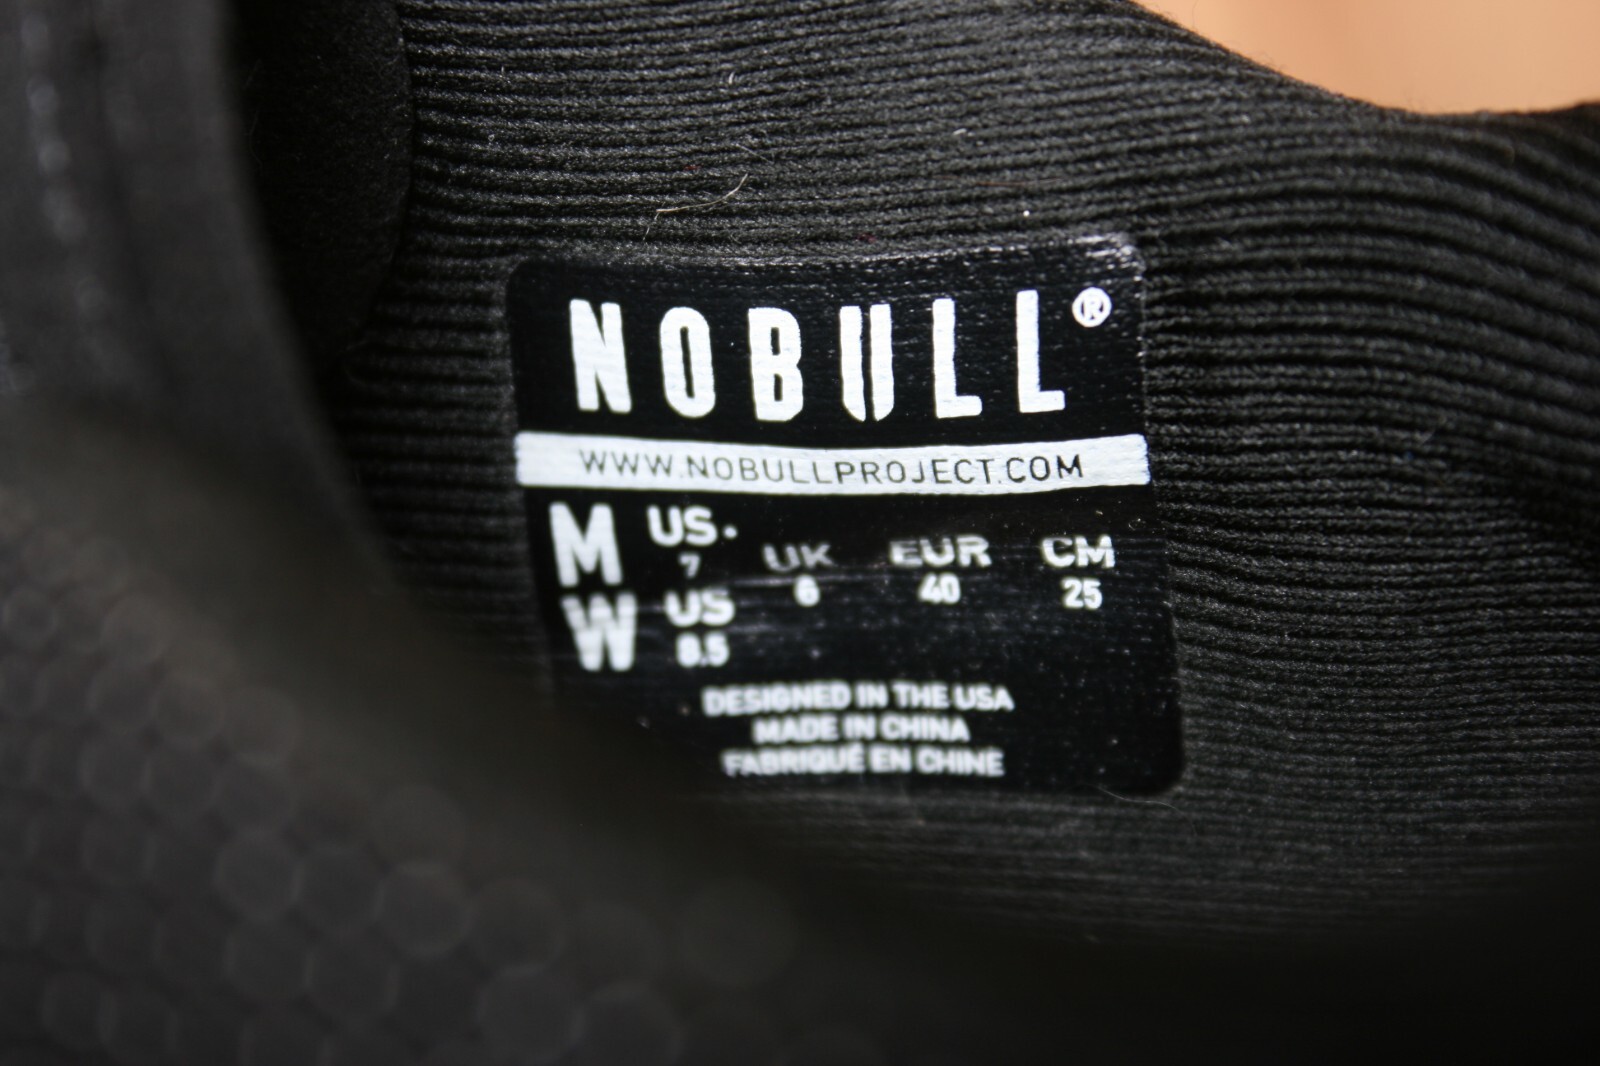 NOBULL®
WWW.NOBULLPROJECT.COM
M US. UK EUR CM
7 6 40 25
W US
8.5
DESIGNED IN THE USA
MADE IN CHINA
FABRIQUÉ EN CHINE